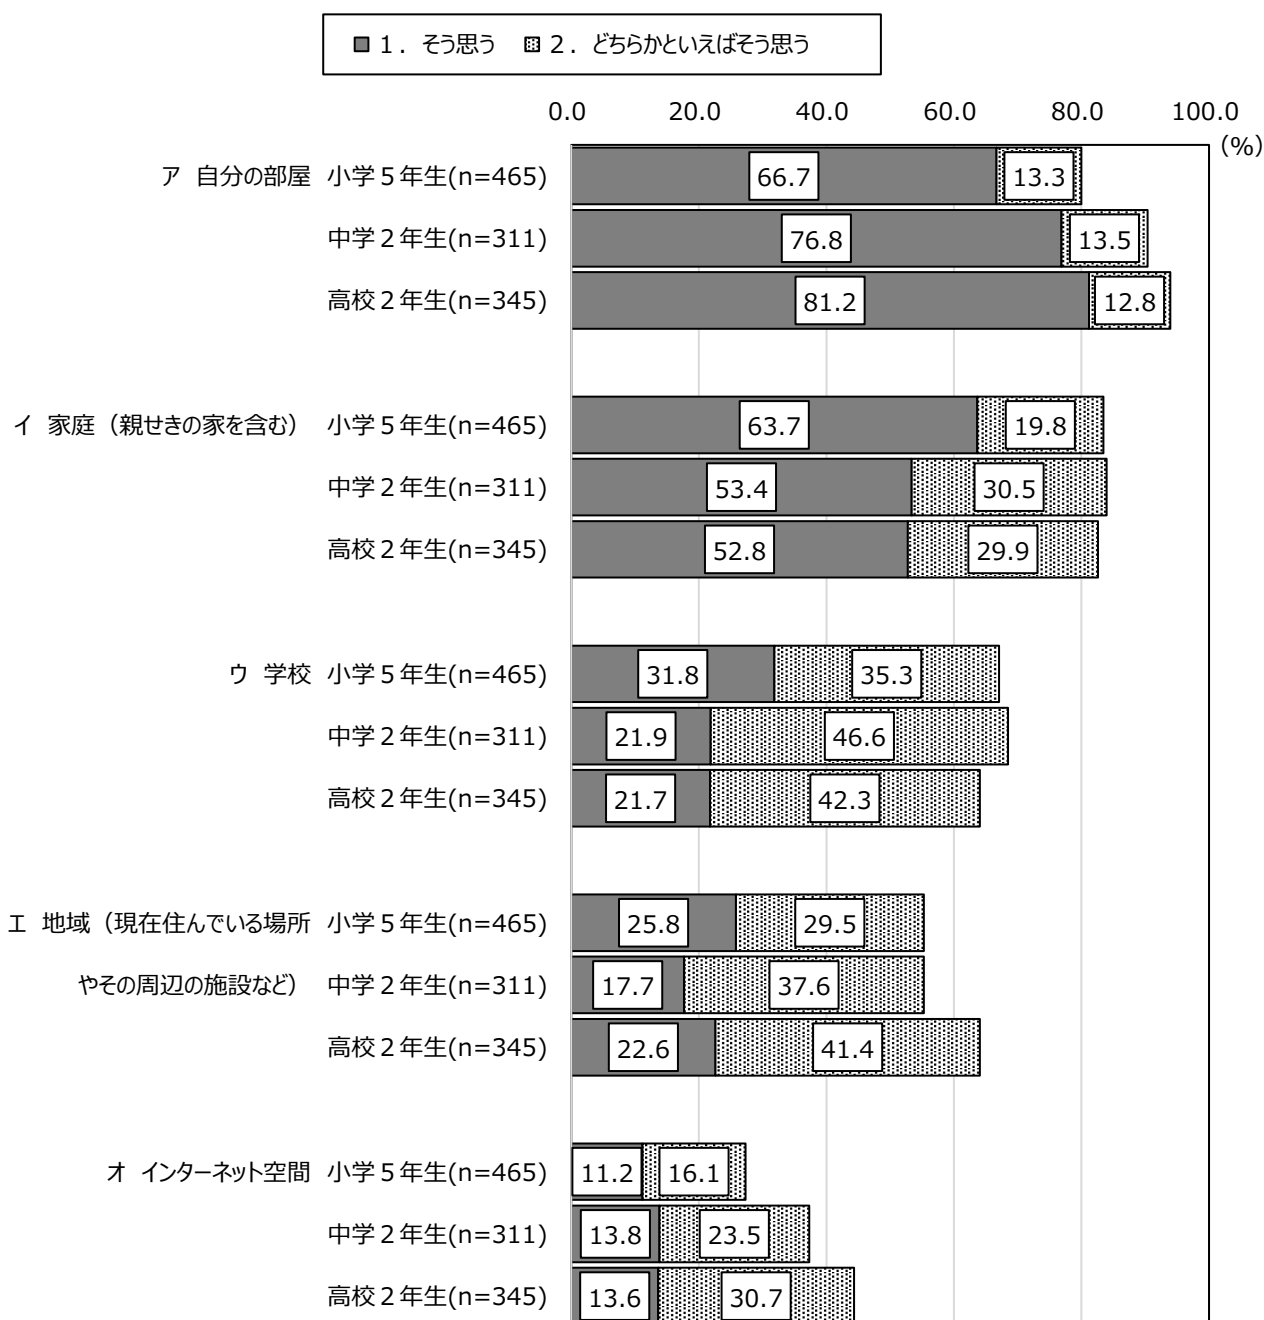 1．そう思う 2．どちらかといえばそう思う
0.0 20.0 40.0 60.0 80.0 100.0
(%)
ア 自分の部屋 小学５年生(n=465) 66.7 13.3
中学２年生(n=311) 76.8 13.5
高校２年生(n=345) 81.2 12.8
イ 家庭（親せきの家を含む） 小学５年生(n=465) 63.7 19.8
中学２年生(n=311) 53.4 30.5
高校２年生(n=345) 52.8 29.9
ウ 学校 小学５年生(n=465) 31.8 35.3
中学２年生(n=311) 21.9 46.6
高校２年生(n=345) 21.7 42.3
エ 地域（現在住んでいる場所 小学５年生(n=465) 25.8 29.5
やその周辺の施設など） 中学２年生(n=311) 17.7 37.6
高校２年生(n=345) 22.6 41.4
オ インターネット空間 小学５年生(n=465) 11.2 16.1
中学２年生(n=311) 13.8 23.5
高校２年生(n=345) 13.6 30.7